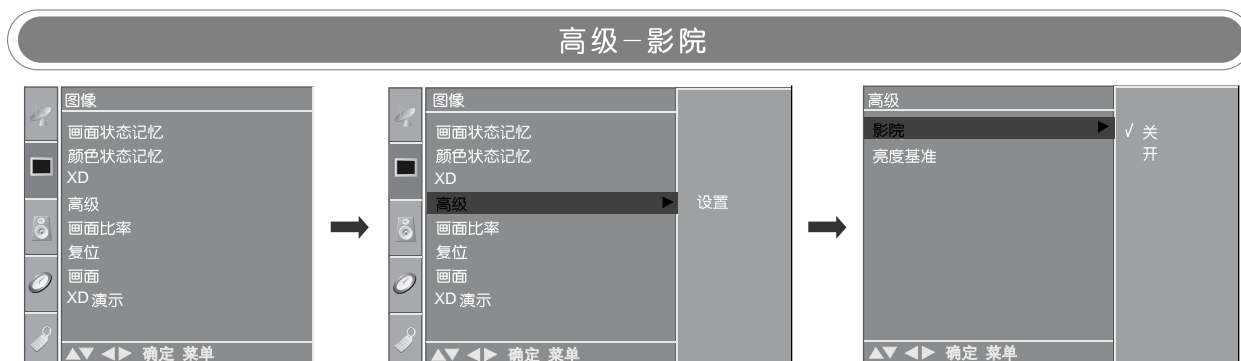 高级－影院
图像
画面状态记忆
颜色状态记忆
XD
高级
画面比率
复位
画面
XD 演示
▲▼ ◀▶ 确定 菜单
图像
画面状态记忆
颜色状态记忆
XD
高级 ▶
画面比率
复位
画面
XD 演示
▲▼ ◀▶ 确定 菜单
设置
高级
影院 ▶
亮度基准
▲▼ ◀▶ 确定 菜单
√ 关
开